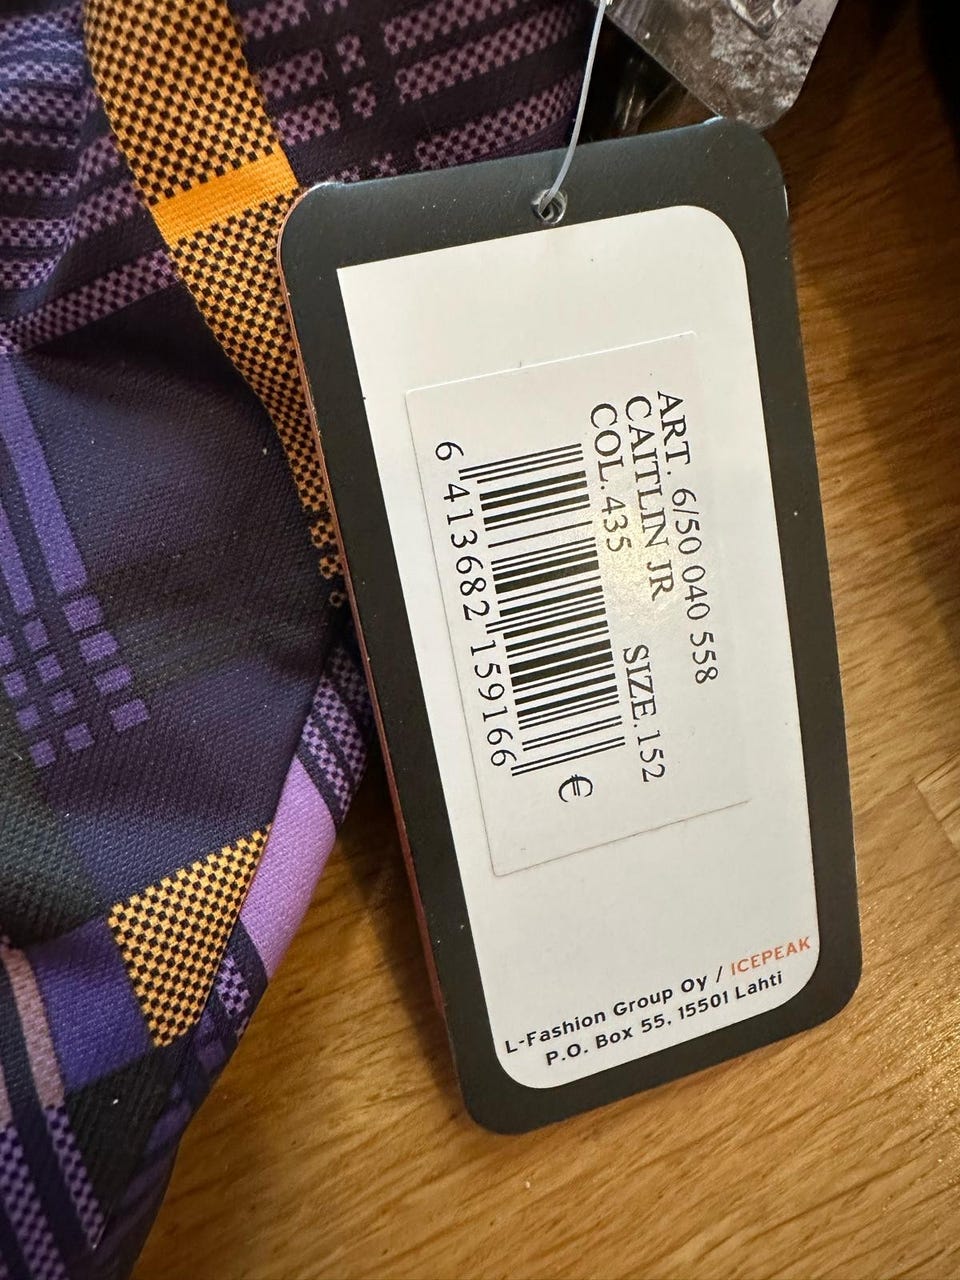 ART. 6/50 040 558
CAITLIN JR
COL. 435 SIZE. 152
6 413682 159166
€
L-Fashion Group Oy / ICEPEAK
P.O. Box 55, 15501 Lahti